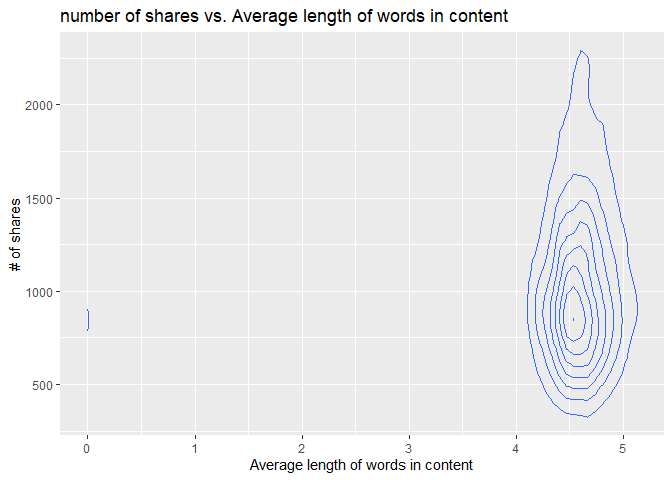 number of shares vs. Average length of words in content
2000
1500
1000
500
# of shares
0 1 2 3 4 5
Average length of words in content